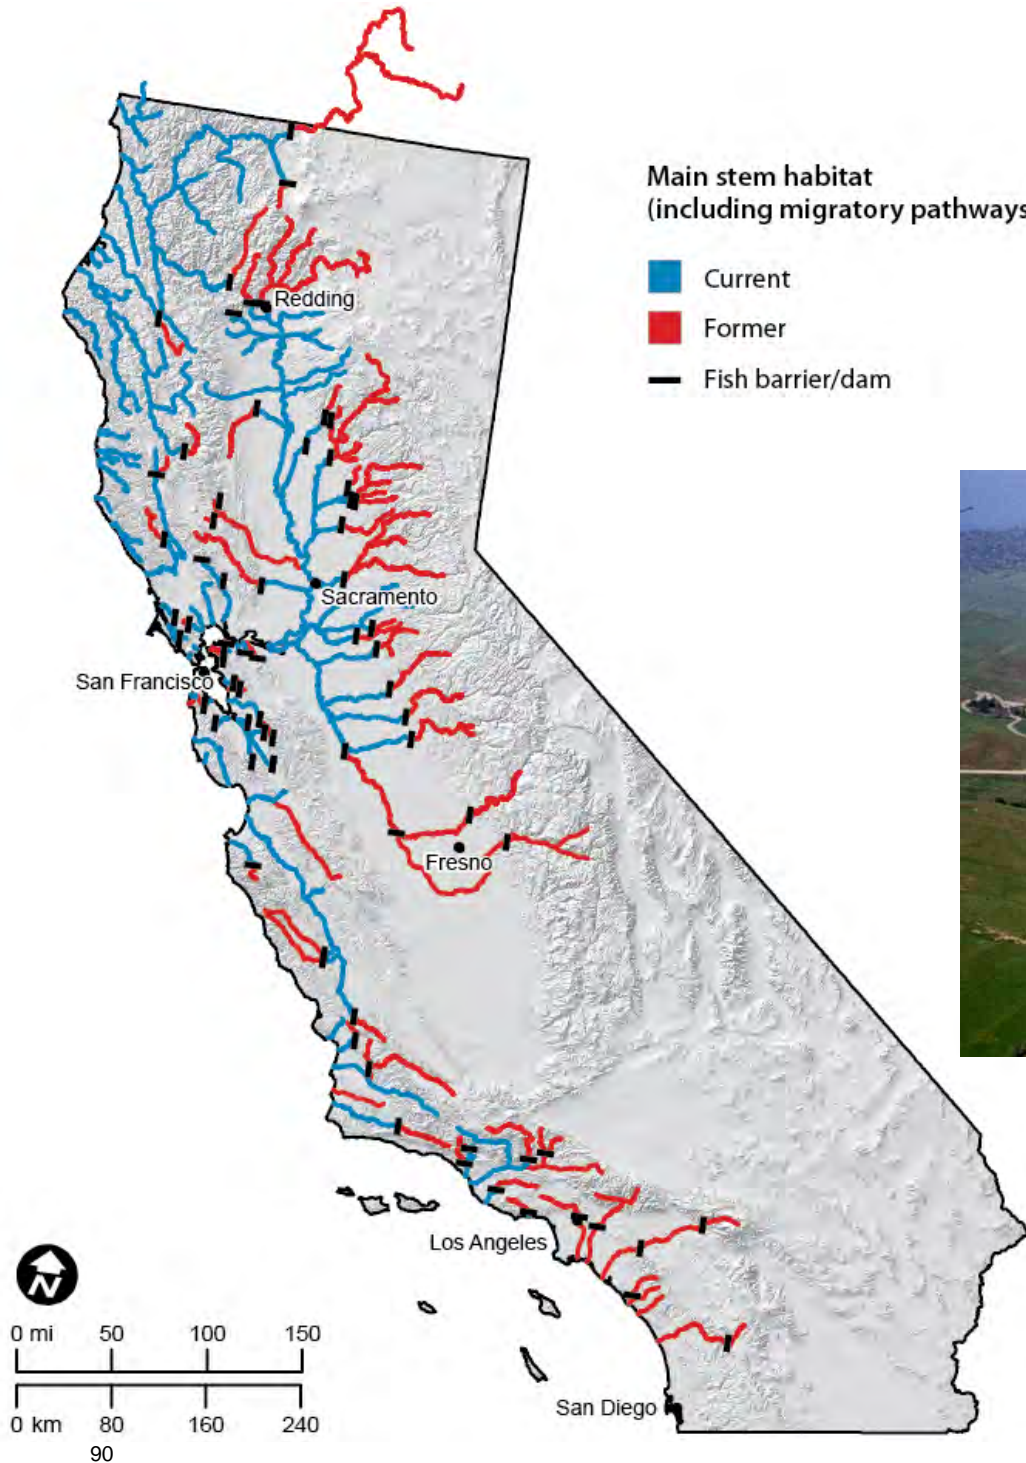 Main stem habitat
(including migratory pathways
Current
Former
Fish barrier/dam
Redding
Sacramento
San Francisco
Fresno
Los Angeles
San Diego
N
0 mi 50 100 150
0 km 80 160 240
90